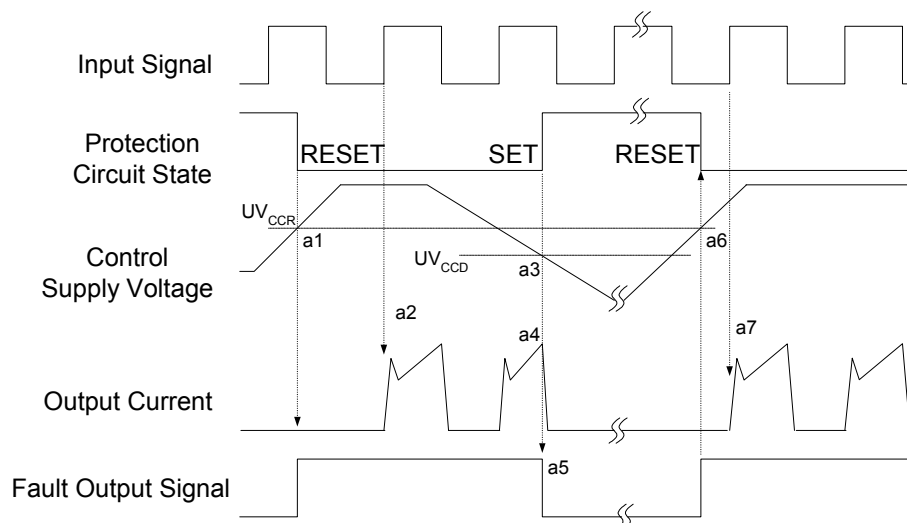 Input Signal
Protection
Circuit State
RESET
SET
RESET
UVCCR
a1
a6
Control
Supply Voltage
UVCCD
a3
a2
a4
a7
Output Current
a5
Fault Output Signal